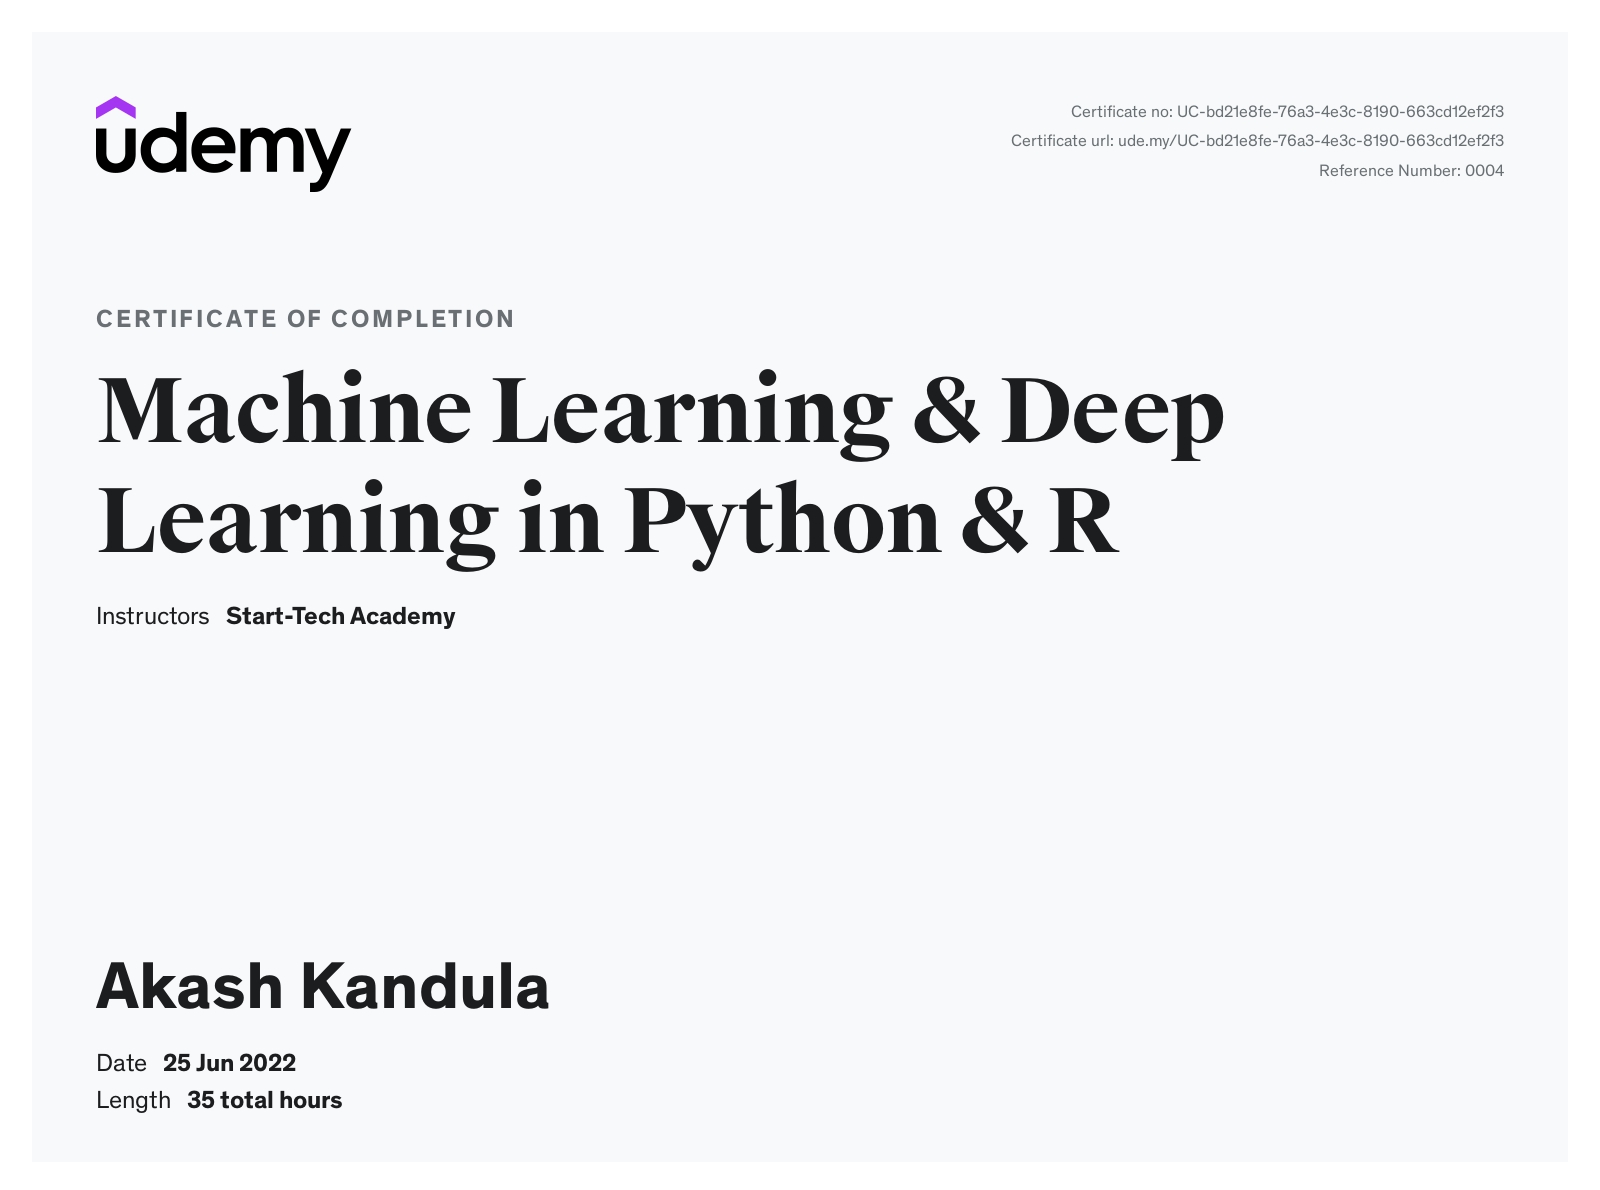 udemy
Certificate no: UC-bd21e8fe-76a3-4e3c-8190-663cd12ef2f3
Certificate url: ude.my/UC-bd21e8fe-76a3-4e3c-8190-663cd12ef2f3
Reference Number: 0004
CERTIFICATE OF COMPLETION
Machine Learning & Deep
Learning in Python & R
Instructors Start-Tech Academy
Akash Kandula
Date 25 Jun 2022
Length 35 total hours